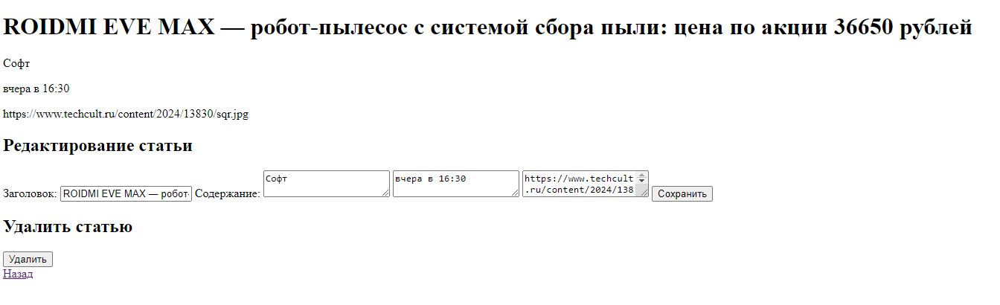 ROIDMI EVE MAX — робот-пылесос с системой сбора пыли: цена по акции 36650 рублей
Софт
вчера в 16:30
https://www.techcult.ru/content/2024/13830/sqr.jpg
Редактирование статьи
Заголовок: ROIDMI EVE MAX — робот- Содержание: Софт вчера в 16:30 https://www.techcult
.ru/content/2024/138 Сохранить
Удалить статью
Удалить
Назад